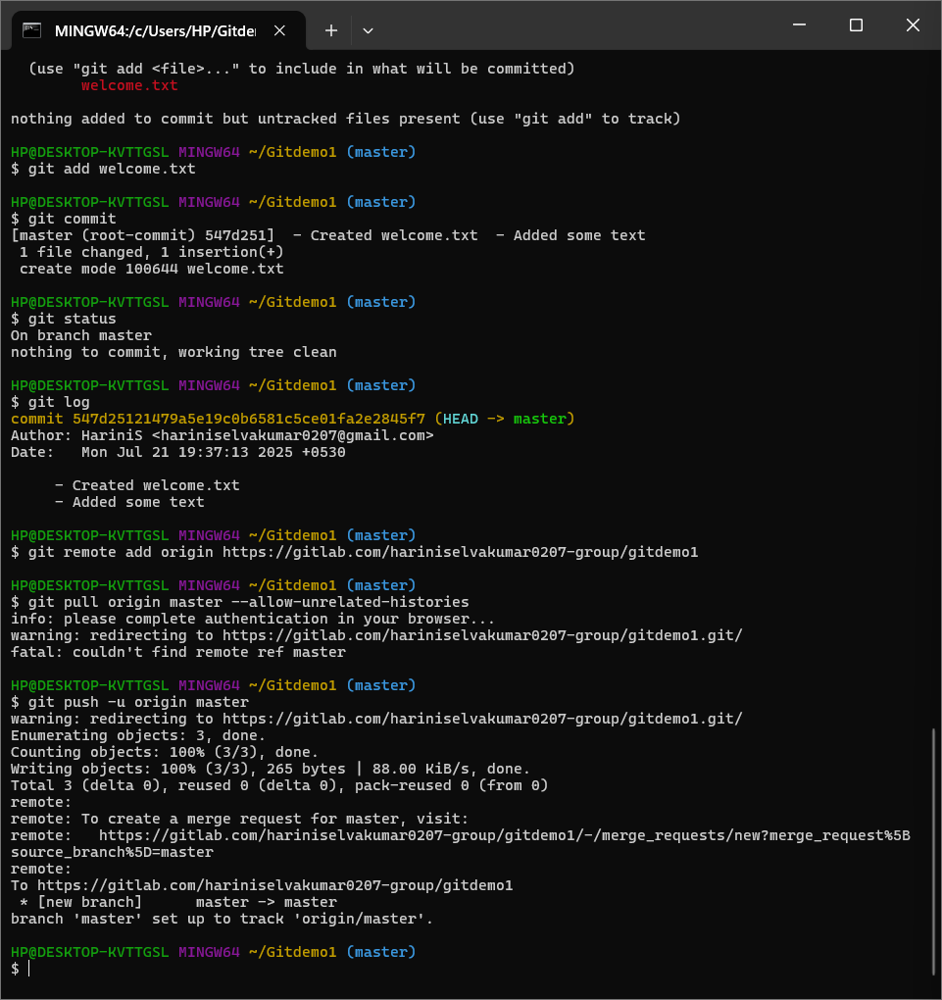 MINGW64:/c/Users/HP/Gitde
(use "git add <file>..." to include in what will be committed)
welcome.txt
nothing added to commit but untracked files present (use "git add" to track)
HP@DESKTOP-KVTTGSL MINGW64 ~/Gitdemo1 (master)
$ git add welcome.txt
HP@DESKTOP-KVTTGSL MINGW64 ~/Gitdemo1 (master)
$ git commit
[master (root-commit) 547d251]  - Created welcome.txt  - Added some text
 1 file changed, 1 insertion(+)
 create mode 100644 welcome.txt
HP@DESKTOP-KVTTGSL MINGW64 ~/Gitdemo1 (master)
$ git status
On branch master
nothing to commit, working tree clean
HP@DESKTOP-KVTTGSL MINGW64 ~/Gitdemo1 (master)
$ git log
commit 547d25121479a5e19c0b6581c5ce01fa2e2845f7 (HEAD -> master)
Author: HariniS <hariniselvakumar0207@gmail.com>
Date:   Mon Jul 21 19:37:13 2025 +0530
- Created welcome.txt
- Added some text
HP@DESKTOP-KVTTGSL MINGW64 ~/Gitdemo1 (master)
$ git remote add origin https://gitlab.com/hariniselvakumar0207-group/gitdemo1
HP@DESKTOP-KVTTGSL MINGW64 ~/Gitdemo1 (master)
$ git pull origin master --allow-unrelated-histories
info: please complete authentication in your browser...
warning: redirecting to https://gitlab.com/hariniselvakumar0207-group/gitdemo1.git/
fatal: couldn't find remote ref master
HP@DESKTOP-KVTTGSL MINGW64 ~/Gitdemo1 (master)
$ git push -u origin master
warning: redirecting to https://gitlab.com/hariniselvakumar0207-group/gitdemo1.git/
Enumerating objects: 3, done.
Counting objects: 100% (3/3), done.
Writing objects: 100% (3/3), 265 bytes | 88.00 KiB/s, done.
Total 3 (delta 0), reused 0 (delta 0), pack-reused 0 (from 0)
remote:
remote: To create a merge request for master, visit:
remote:   https://gitlab.com/hariniselvakumar0207-group/gitdemo1/-/merge_requests/new?merge_request%5B
source_branch%5D=master
remote:
To https://gitlab.com/hariniselvakumar0207-group/gitdemo1
 * [new branch]      master -> master
branch 'master' set up to track 'origin/master'.
HP@DESKTOP-KVTTGSL MINGW64 ~/Gitdemo1 (master)
$